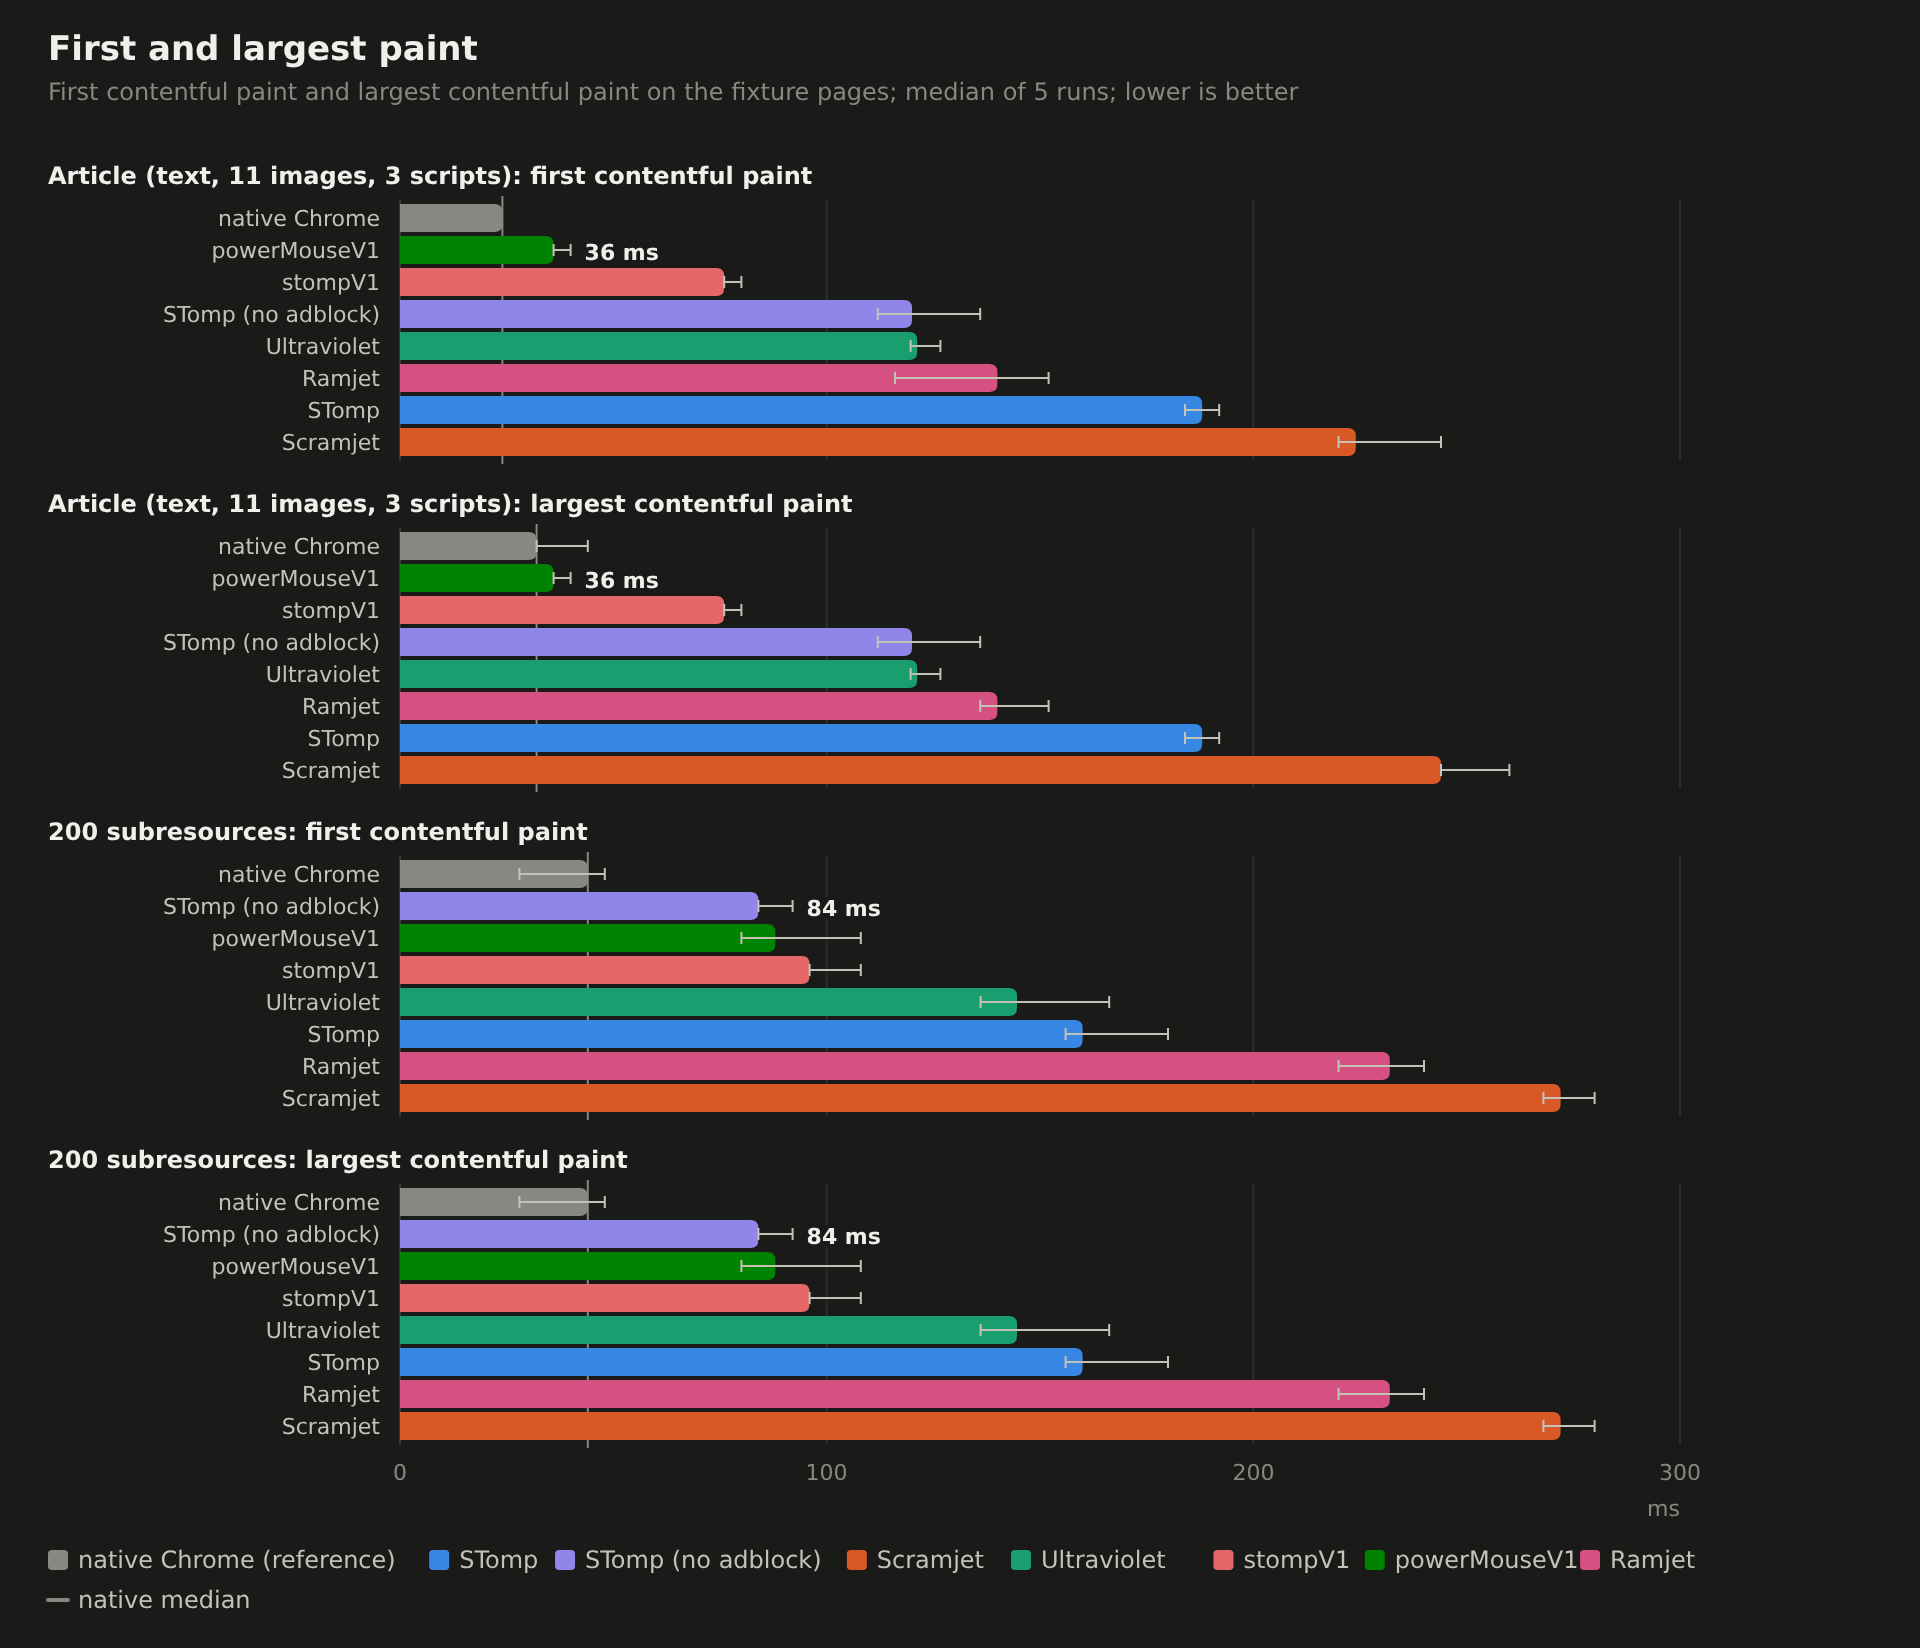 First and largest paint
First contentful paint and largest contentful paint on the fixture pages; median of 5 runs; lower is better
Article (text, 11 images, 3 scripts): first contentful paint
native Chrome
powerMouseV1 36 ms
stompV1
STomp (no adblock)
Ultraviolet
Ramjet
STomp
Scramjet
Article (text, 11 images, 3 scripts): largest contentful paint
native Chrome
powerMouseV1 36 ms
stompV1
STomp (no adblock)
Ultraviolet
Ramjet
STomp
Scramjet
200 subresources: first contentful paint
native Chrome
STomp (no adblock) 84 ms
powerMouseV1
stompV1
Ultraviolet
STomp
Ramjet
Scramjet
200 subresources: largest contentful paint
native Chrome
STomp (no adblock) 84 ms
powerMouseV1
stompV1
Ultraviolet
STomp
Ramjet
Scramjet
0 100 200 300
ms
native Chrome (reference) STomp STomp (no adblock) Scramjet Ultraviolet stompV1 powerMouseV1 Ramjet
native median